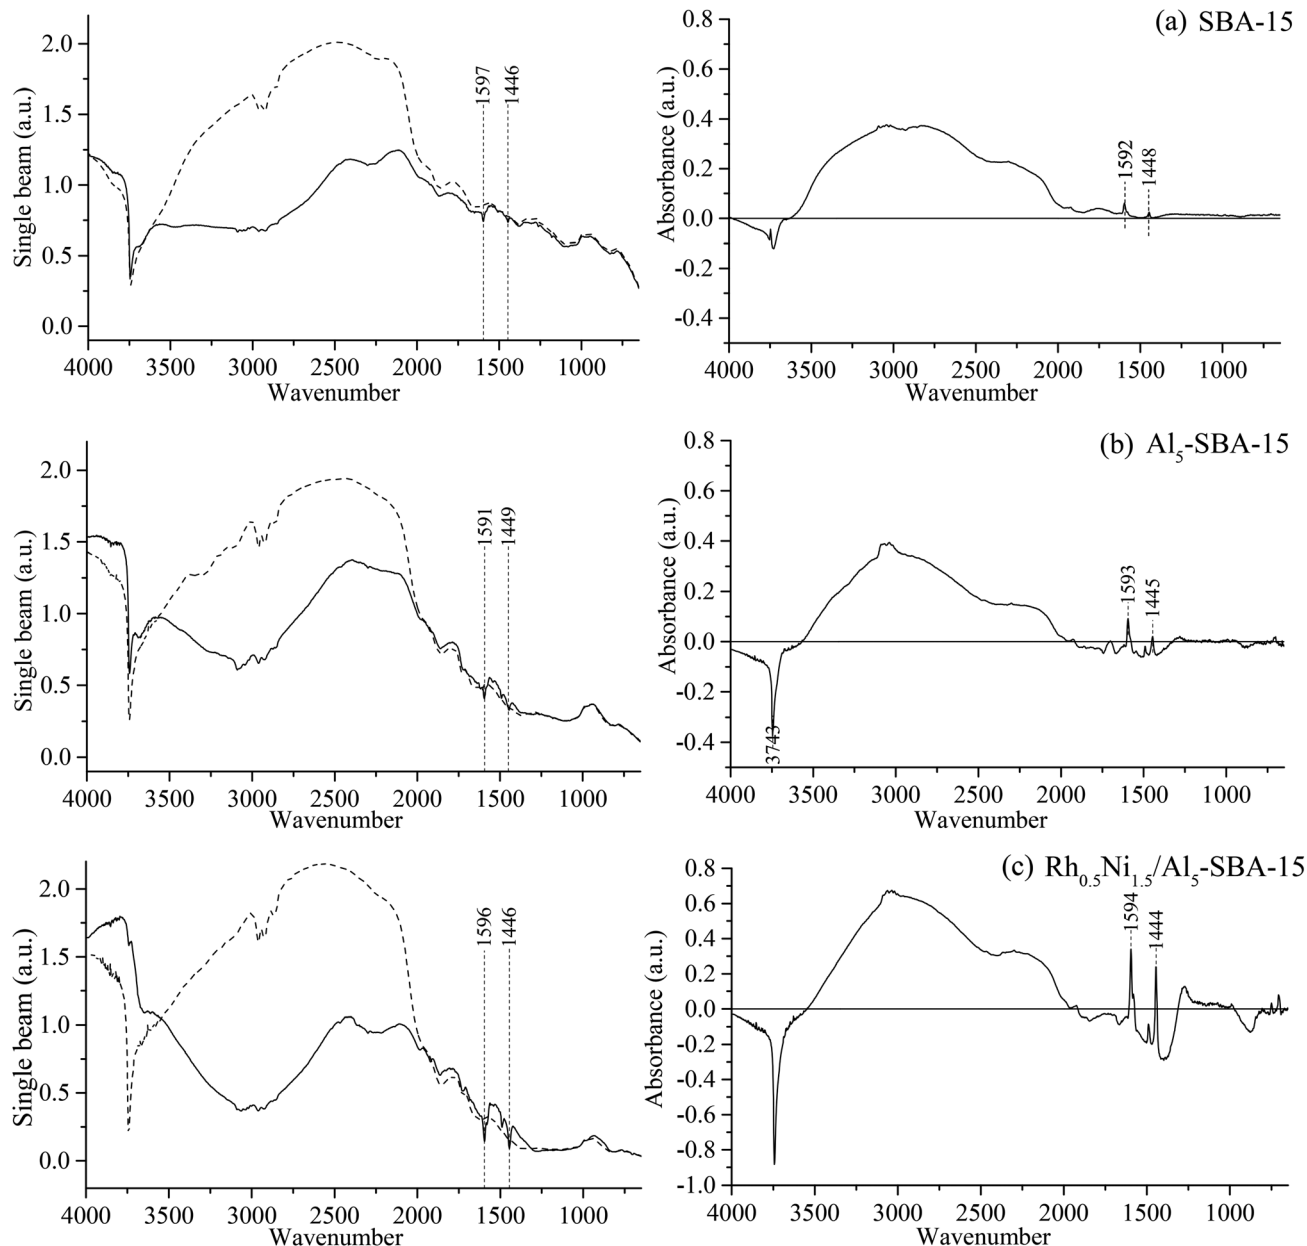 (a) SBA-15
2.0
1.5
1.0
0.5
0.0
Single beam (a.u.)
1597
1446
4000 3500 3000 2500 2000 1500 1000
Wavenumber
0.8
0.6
0.4
0.2
0.0
-0.2
-0.4
Absorbance (a.u.)
1592
1448
4000 3500 3000 2500 2000 1500 1000
Wavenumber
(b) Al5-SBA-15
2.0
1.5
1.0
0.5
0.0
Single beam (a.u.)
1591
1449
4000 3500 3000 2500 2000 1500 1000
Wavenumber
0.8
0.6
0.4
0.2
0.0
-0.2
-0.4
Absorbance (a.u.)
3743
1593
1445
4000 3500 3000 2500 2000 1500 1000
Wavenumber
(c) Rh0.5Ni1.5/Al5-SBA-15
2.0
1.5
1.0
0.5
0.0
Single beam (a.u.)
1596
1446
4000 3500 3000 2500 2000 1500 1000
Wavenumber
0.8
0.6
0.4
0.2
0.0
-0.2
-0.4
-0.6
-0.8
-1.0
Absorbance (a.u.)
1594
1444
4000 3500 3000 2500 2000 1500 1000
Wavenumber